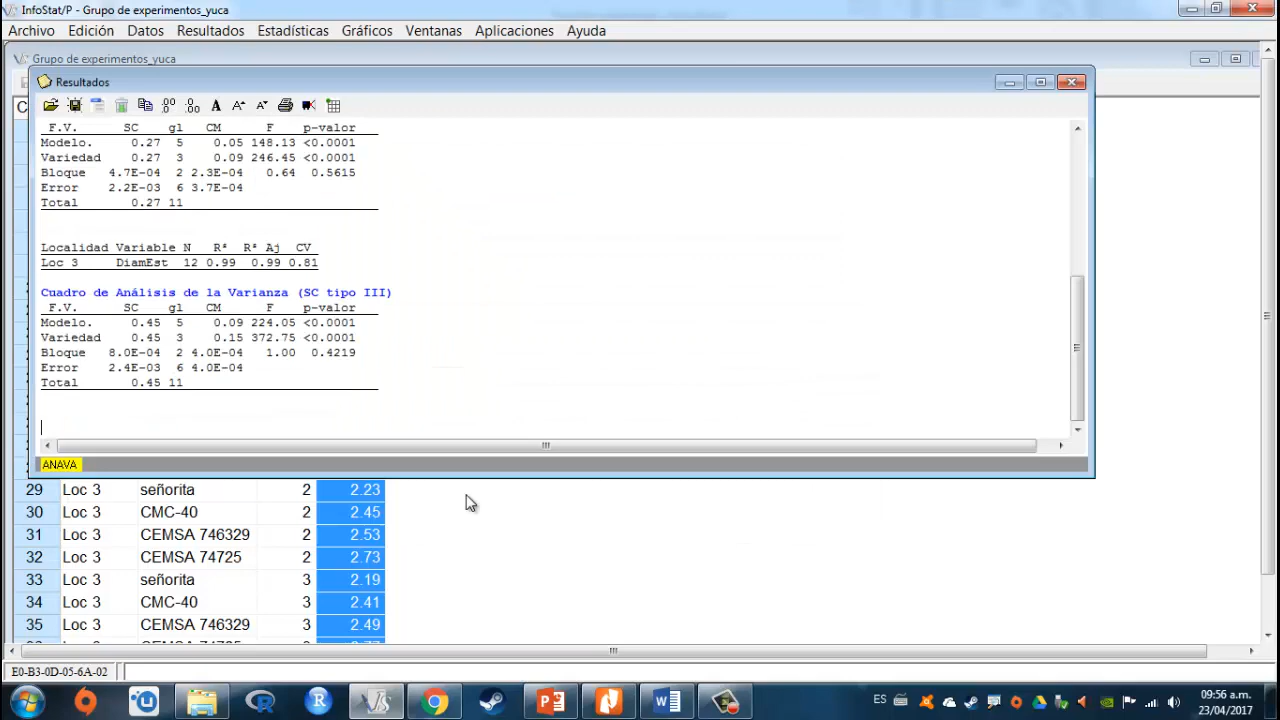 InfoStat/P - Grupo de experimentos_yuca
Archivo Edición Datos Resultados Estadísticas Gráficos Ventanas Aplicaciones Ayuda
Grupo de experimentos_yuca
Resultados
F.V. SC gl CM F p-valor
Modelo. 0.27 5 0.05 148.13 <0.0001
Variedad 0.27 3 0.09 246.45 <0.0001
Bloque 4.7E-04 2 2.3E-04 0.64 0.5615
Error 2.2E-03 6 3.7E-04
Total 0.27 11
Localidad Variable N R² R² Aj CV
Loc 3 DiamEst 12 0.99 0.99 0.81
Cuadro de Análisis de la Varianza (SC tipo III)
F.V. SC gl CM F p-valor
Modelo. 0.45 5 0.09 224.05 <0.0001
Variedad 0.45 3 0.15 372.75 <0.0001
Bloque 8.0E-04 2 4.0E-04 1.00 0.4219
Error 2.4E-03 6 4.0E-04
Total 0.45 11
ANAVA
29 Loc 3 señorita 2 2.23
30 Loc 3 CMC-40 2 2.45
31 Loc 3 CEMSA 746329 2 2.53
32 Loc 3 CEMSA 74725 2 2.73
33 Loc 3 señorita 3 2.19
34 Loc 3 CMC-40 3 2.41
35 Loc 3 CEMSA 746329 3 2.49
E0-B3-0D-05-6A-02
ES
09:56 a.m.
23/04/2017